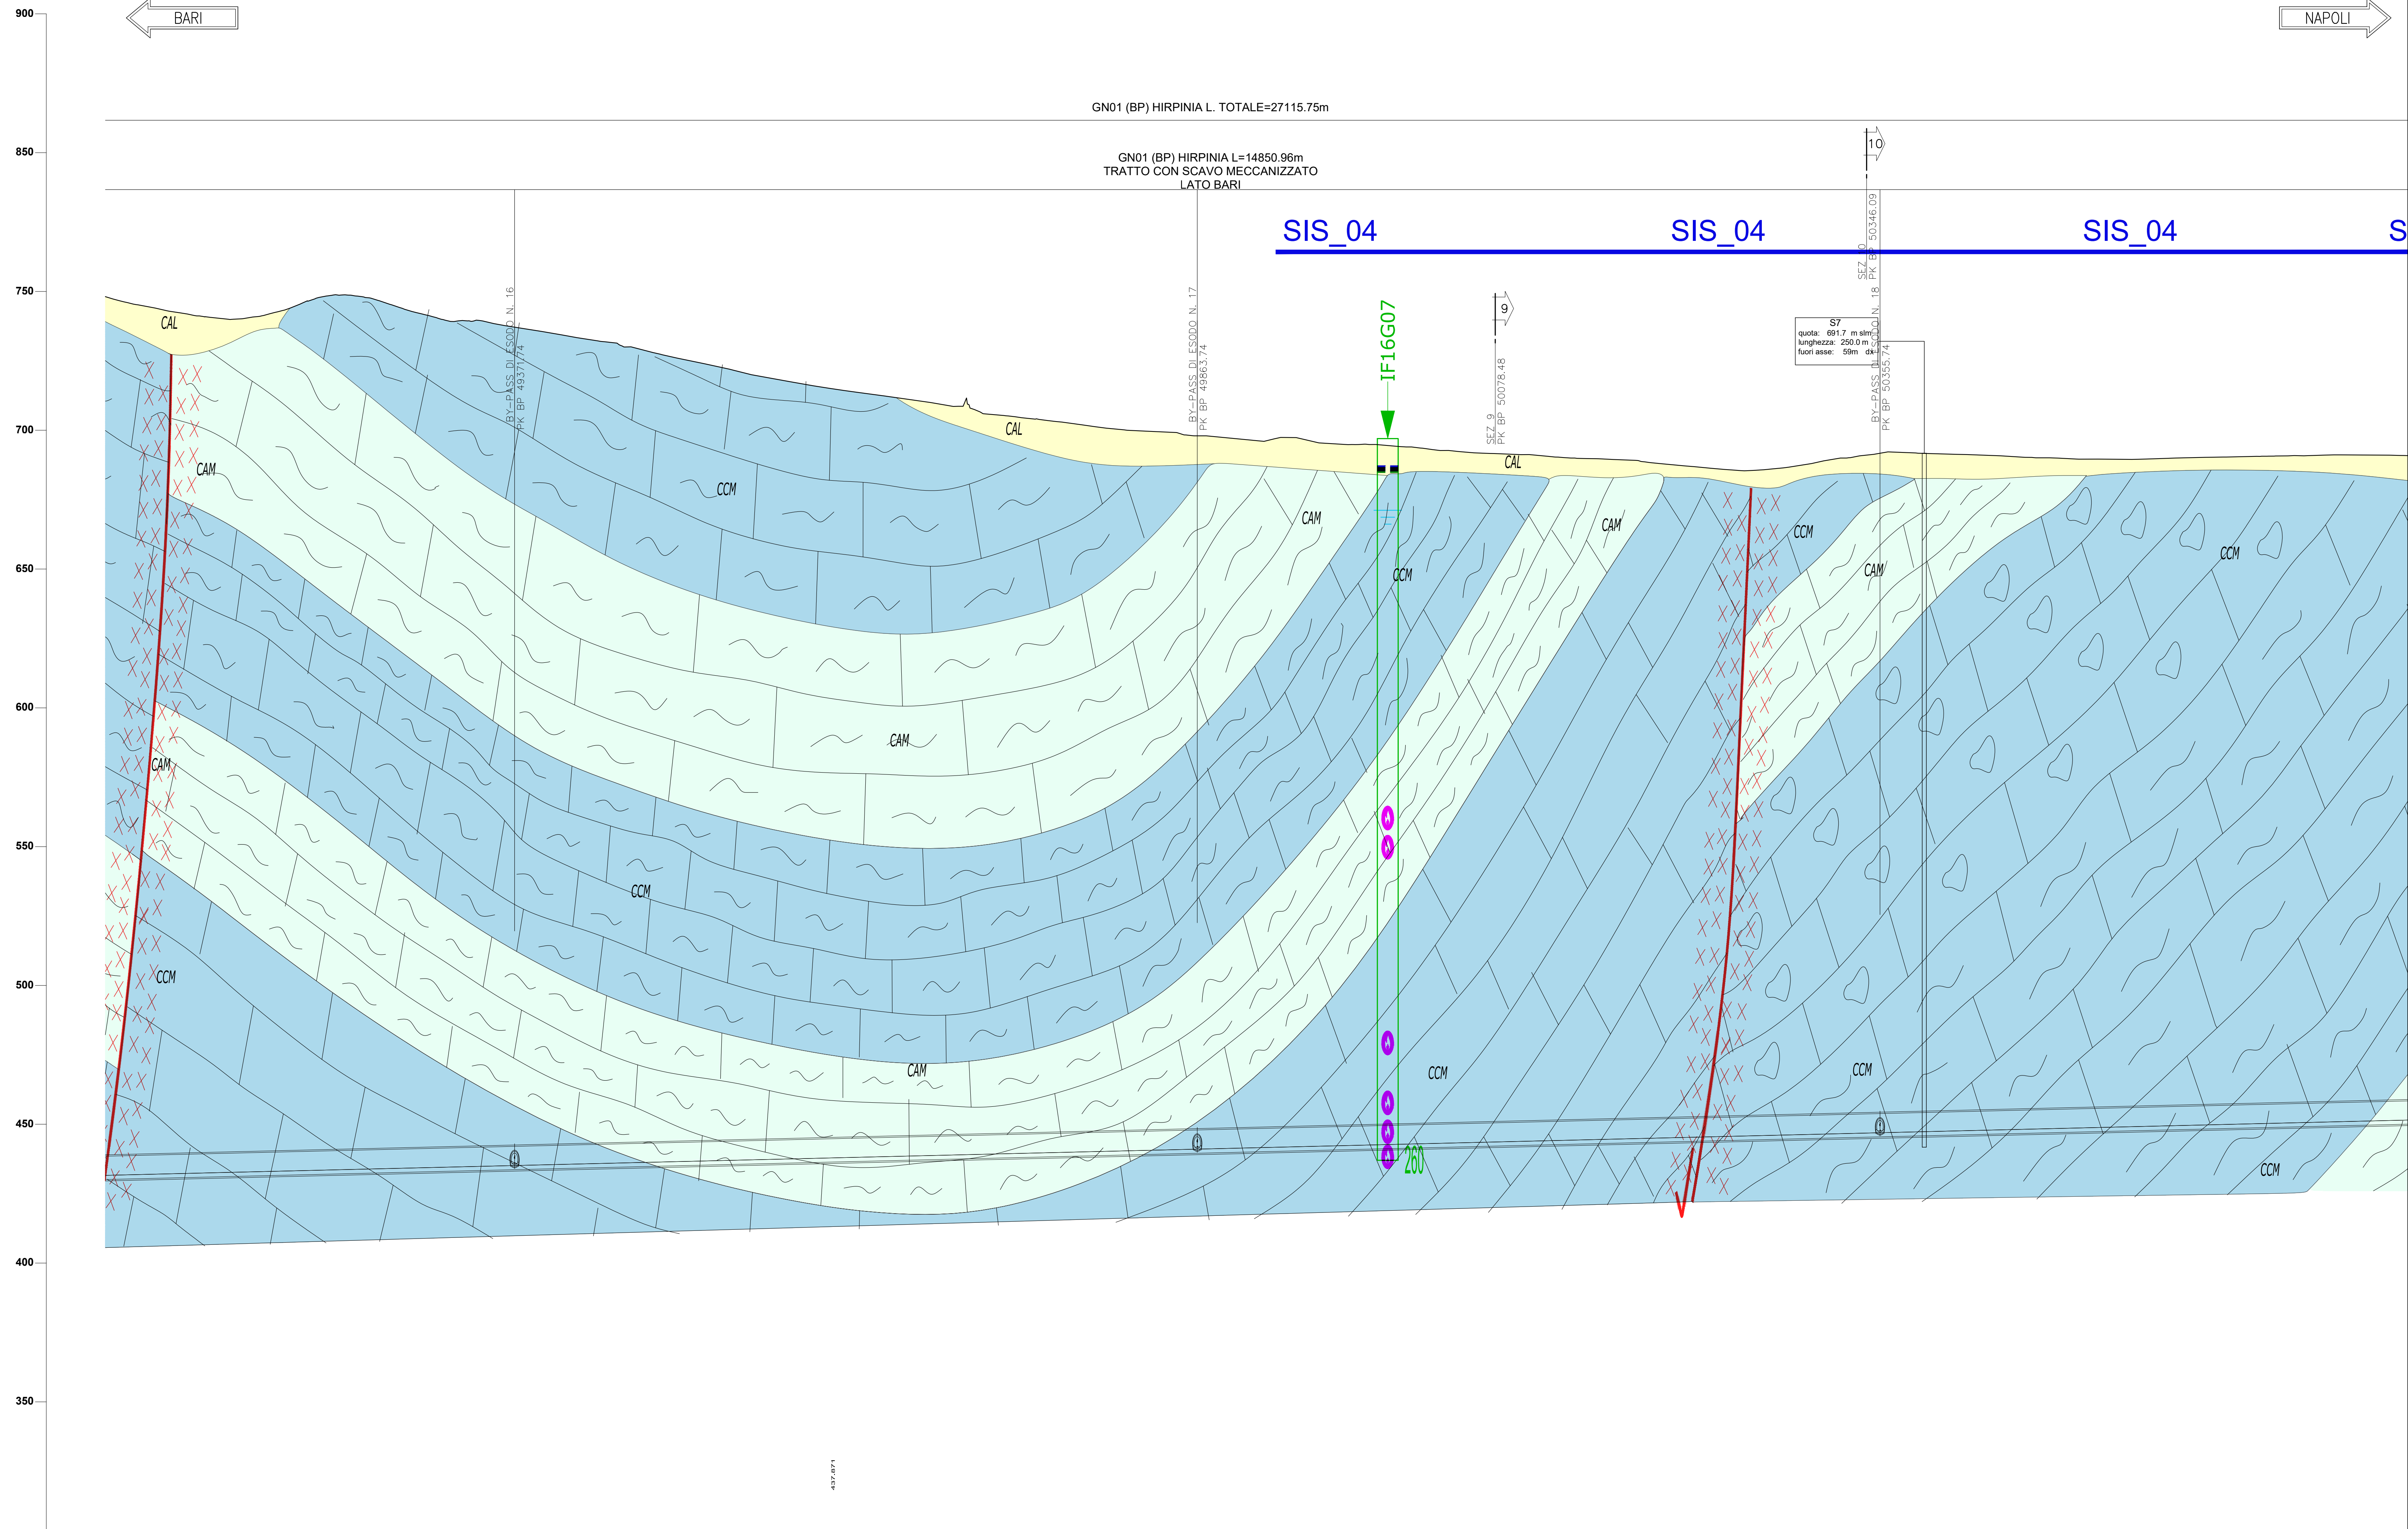 900
BARI
NAPOLI
GN01 (BP) HIRPINIA L. TOTALE=27115.75m
850
GN01 (BP) HIRPINIA L=14850.96m
TRATTO CON SCAVO MECCANIZZATO
LATO BARI
10
800
SIS_04
SIS_04
SIS_04
S
SEZ 10
PK BP 50346.09
750
BY-PASS DI ESODO N. 16
PK BP 49371.74
BY-PASS DI ESODO N. 17
PK BP 49863.74
IF16G07
9
SEZ 9
PK BP 50078.48
S7
quota: 691.7 m slm
lunghezza: 250.0 m
fuori asse: 59m dx
BY-PASS DI ESODO N. 18
PK BP 50355.74
CAL
700
CAL
CAL
CAM
CCM
CAM
CAM
CCM
CCM
650
CCM
CAM
600
CAM
CAM
550
CCM
500
CCM
CAM
CCM
CCM
450
260
CCM
400
350
437.671